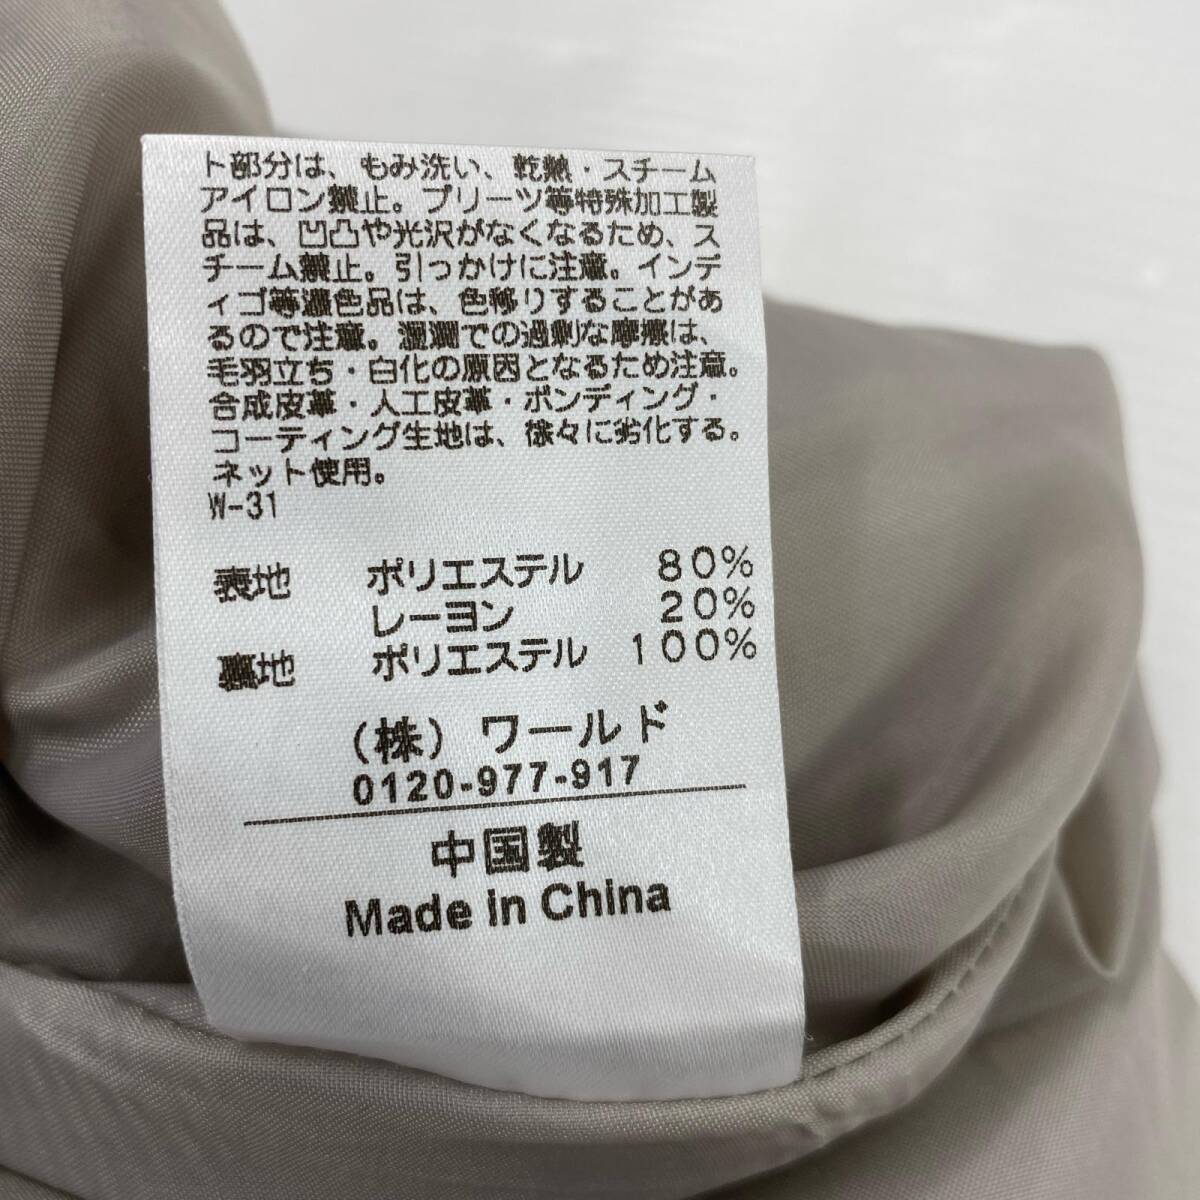 ト部分は、もみ洗い、乾熱・スチーム
アイロン禁止。プリーツ等特殊加工製
品は、凹凸や光沢がなくなるため、ス
チーム禁止。引っかけに注意。インデ
ィゴ等濃色品は、色移りすることがあ
るので注意。湿潤での過剰な摩擦は、
毛羽立ち・白化の原因となるため注意。
合成皮革・人工皮革・ボンディング・
コーティング生地は、徐々に劣化する。
ネット使用。
W-31
表地 ポリエステル 80%
レーヨン 20%
裏地 ポリエステル 100%
(株) ワールド
0120-977-917
中国製
Made in China